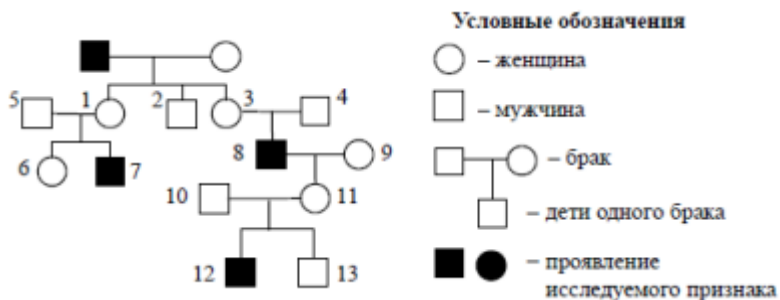 Условные обозначения
– женщина
– мужчина
– брак
– дети одного брака
– проявление
исследуемого признака
5
1
2
3
4
6
7
8
9
10
11
12
13